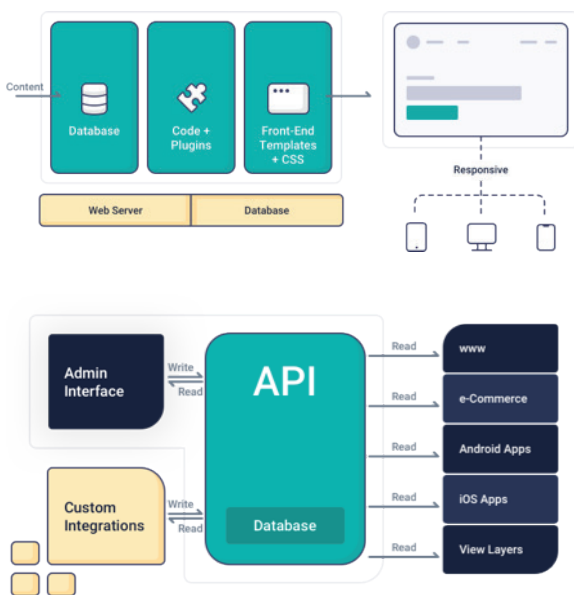 Content
Database
Code +
Plugins
Front-End
Templates
+ CSS
Web Server
Database
Responsive
Admin
Interface
Write
Read
Custom
Integrations
Write
Read
API
Database
Read
www
Read
e-Commerce
Read
Android Apps
Read
iOS Apps
Read
View Layers